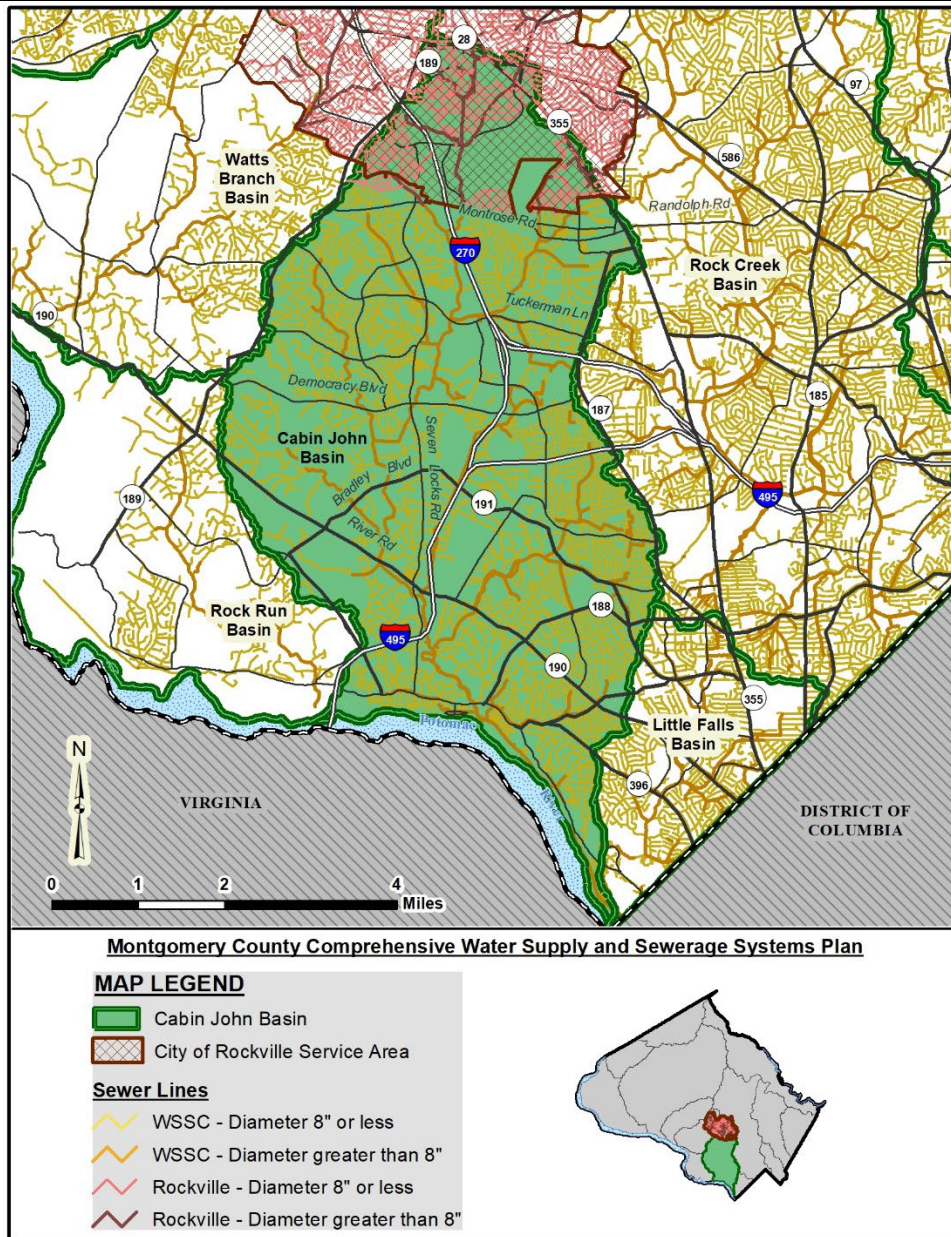 28
189
97
355
586
Watts
Branch
Basin
Randolph Rd
Montrose Rd
270
Rock Creek
Basin
Tuckerman Ln
190
Democracy Blvd
187
185
Cabin John
Basin
Seven Locks Rd
Bradley Blvd
189
191
495
River Rd
Rock Run
Basin
188
495
190
355
Potomac
River
Little Falls
Basin
396
N
VIRGINIA
DISTRICT OF
COLUMBIA
0 1 2 4
Miles
Montgomery County Comprehensive Water Supply and Sewerage Systems Plan
MAP LEGEND
Cabin John Basin
City of Rockville Service Area
Sewer Lines
WSSC - Diameter 8" or less
WSSC - Diameter greater than 8"
Rockville - Diameter 8" or less
Rockville - Diameter greater than 8"